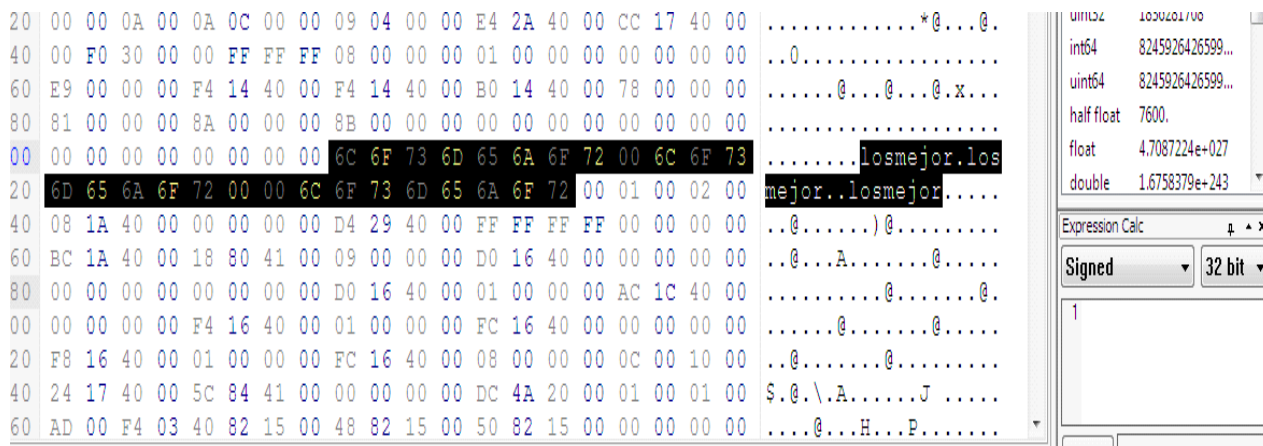 20 00 00 0A 00 0A 0C 00 00 09 04 00 00 E4 2A 40 00 CC 17 40 00 .............*@...@.
40 00 F0 30 00 00 FF FF FF 08 00 00 00 01 00 00 00 00 00 00 00 ..0.................
60 E9 00 00 00 F4 14 40 00 F4 14 40 00 B0 14 40 00 78 00 00 00 ......@...@...@.x...
80 81 00 00 00 8A 00 00 00 8B 00 00 00 00 00 00 00 00 00 00 00 ....................
00 00 00 00 00 00 00 00 00 6C 6F 73 6D 65 6A 6F 72 00 6C 6F 73 ........losmejor.los
20 6D 65 6A 6F 72 00 00 6C 6F 73 6D 65 6A 6F 72 00 01 00 02 00 mejor..losmejor.....
40 08 1A 40 00 00 00 00 00 D4 29 40 00 FF FF FF FF 00 00 00 00 ..@......)@.........
60 BC 1A 40 00 18 80 41 00 09 00 00 00 D0 16 40 00 00 00 00 00 ..@...A.......@.....
80 00 00 00 00 00 00 00 00 D0 16 40 00 01 00 00 00 AC 1C 40 00 ..........@.......@.
00 00 00 00 00 F4 16 40 00 01 00 00 00 FC 16 40 00 00 00 00 00 ......@.......@.....
20 F8 16 40 00 01 00 00 00 FC 16 40 00 08 00 00 00 0C 00 10 00 ..@.......@.........
40 24 17 40 00 5C 84 41 00 00 00 00 00 DC 4A 20 00 01 00 01 00 $.@.\.A......J .....
60 AD 00 F4 03 40 82 15 00 48 82 15 00 50 82 15 00 00 00 00 00 ....@...H...P.......
uint32 1850281708
int64 8245926426599...
uint64 8245926426599...
half float 7600.
float 4.7087224e+027
double 1.6758379e+243
Expression Calc
Signed 32 bit
1